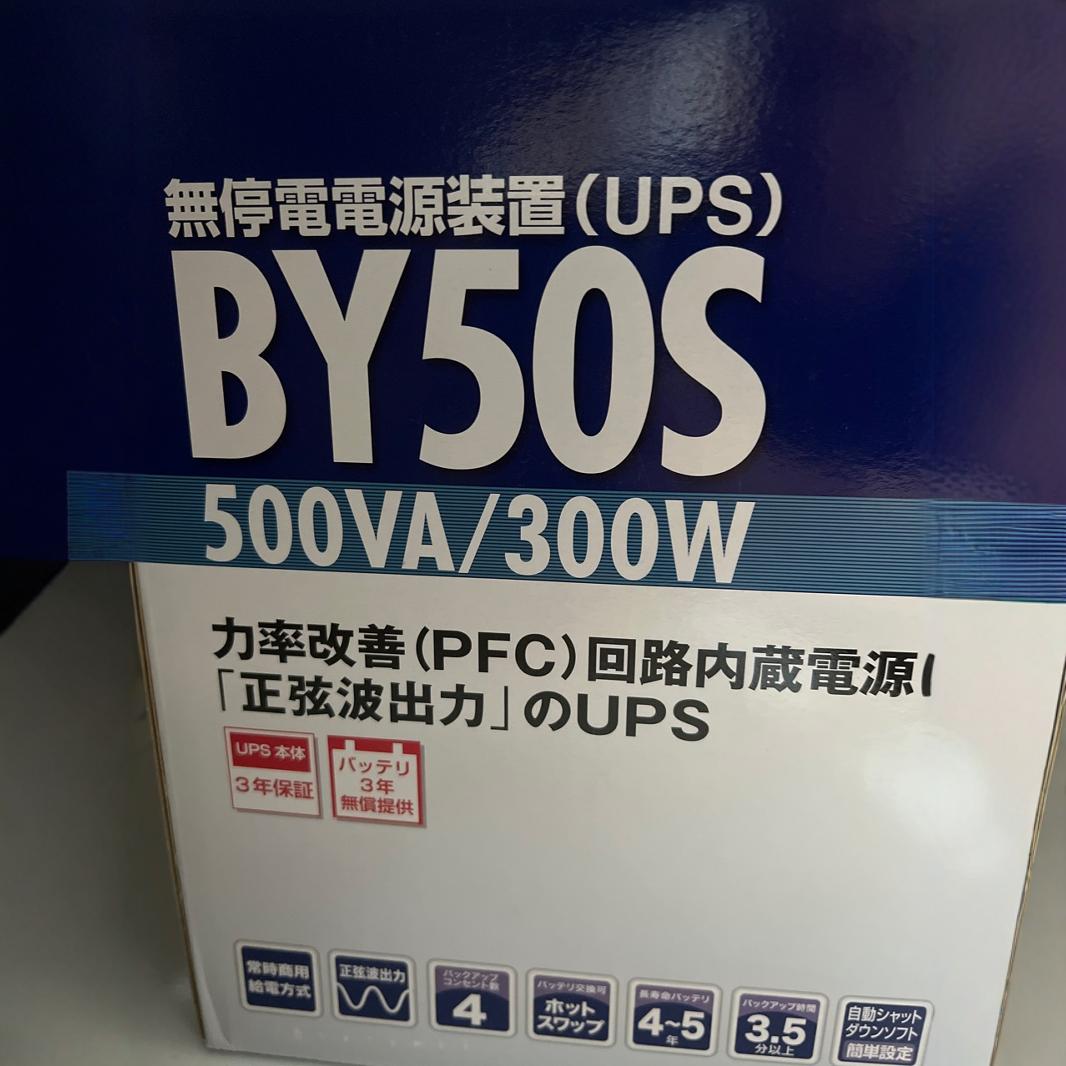 無停電電源装置(UPS)
BY50S
500VA/300W
力率改善(PFC)回路内蔵電源
「正弦波出力」のUPS
UPS 本体
3年保証
バッテリ
3年
無償提供
常時商用
給電方式
正弦波出力
バックアップ
コンセント数
4
バッテリ交換可
ホット
スワップ
長寿命バッテリ
4~5
年
バックアップ時間
3.5
分以上
自動シャット
ダウンソフト
簡単設定